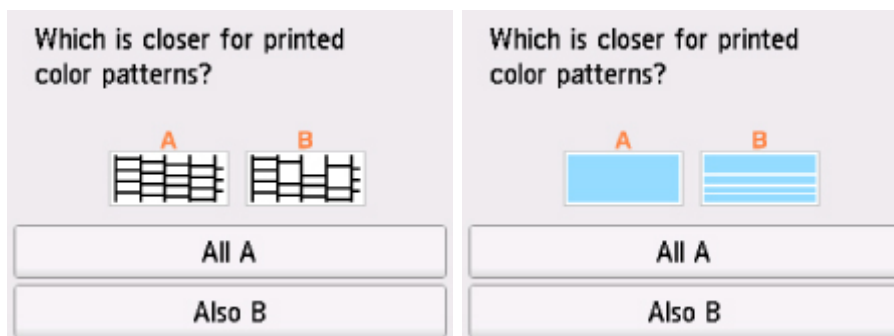 Which is closer for printed
color patterns?
A B
All A
Also B
Which is closer for printed
color patterns?
A B
All A
Also B